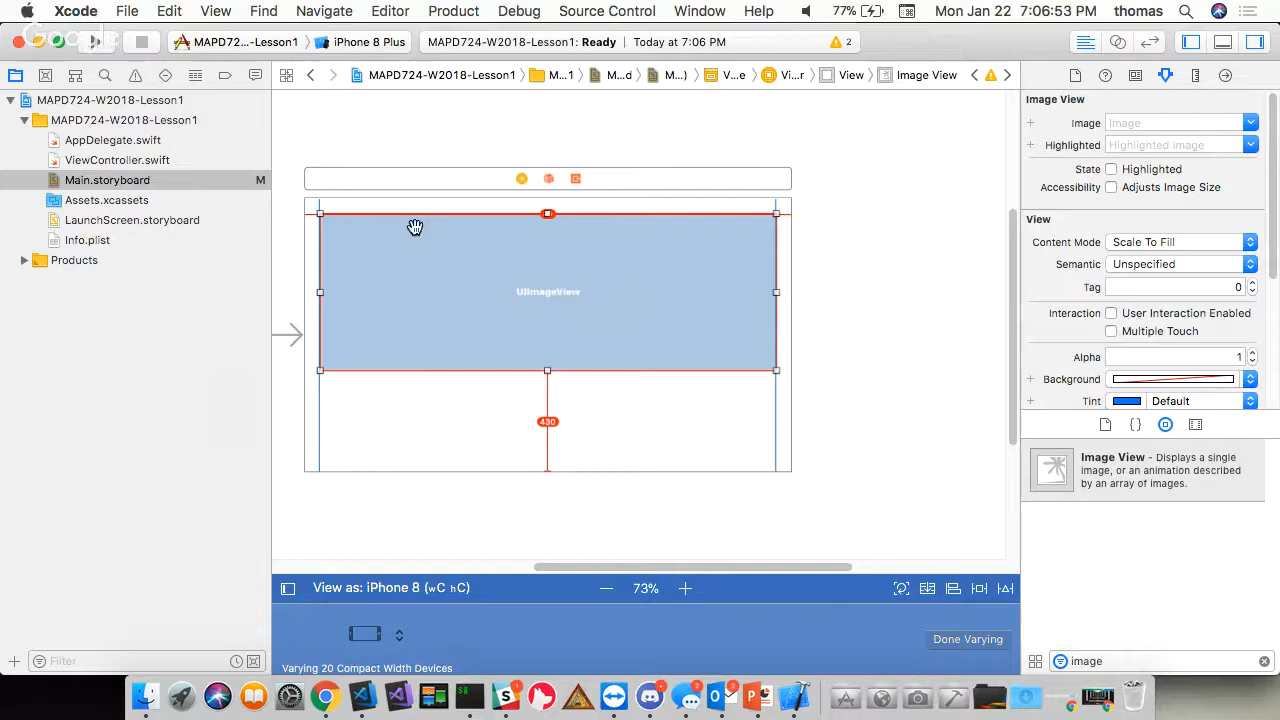 Xcode File Edit View Find Navigate Editor Product Debug Source Control Window Help 77% Mon Jan 22 7:06:53 PM thomas
MAPD72...-Lesson1 iPhone 8 Plus MAPD724-W2018-Lesson1: Ready Today at 7:06 PM 2
MAPD724-W2018-Lesson1 M...1 M...d M...) V...e Vi...r View Image View
MAPD724-W2018-Lesson1
MAPD724-W2018-Lesson1
AppDelegate.swift
ViewController.swift
Main.storyboard M
Assets.xcassets
LaunchScreen.storyboard
Info.plist
Products
Filter
UIImageView
430
View as: iPhone 8 (wC hC) 73%
Done Varying
Varying 20 Compact Width Devices
Image View
Image Image
Highlighted Highlighted Image
State Highlighted
Accessibility Adjusts Image Size
View
Content Mode Scale To Fill
Semantic Unspecified
Tag 0
Interaction User Interaction Enabled
Multiple Touch
Alpha 1
Background
Tint Default
Image View - Displays a single
image, or an animation described
by an array of images.
image